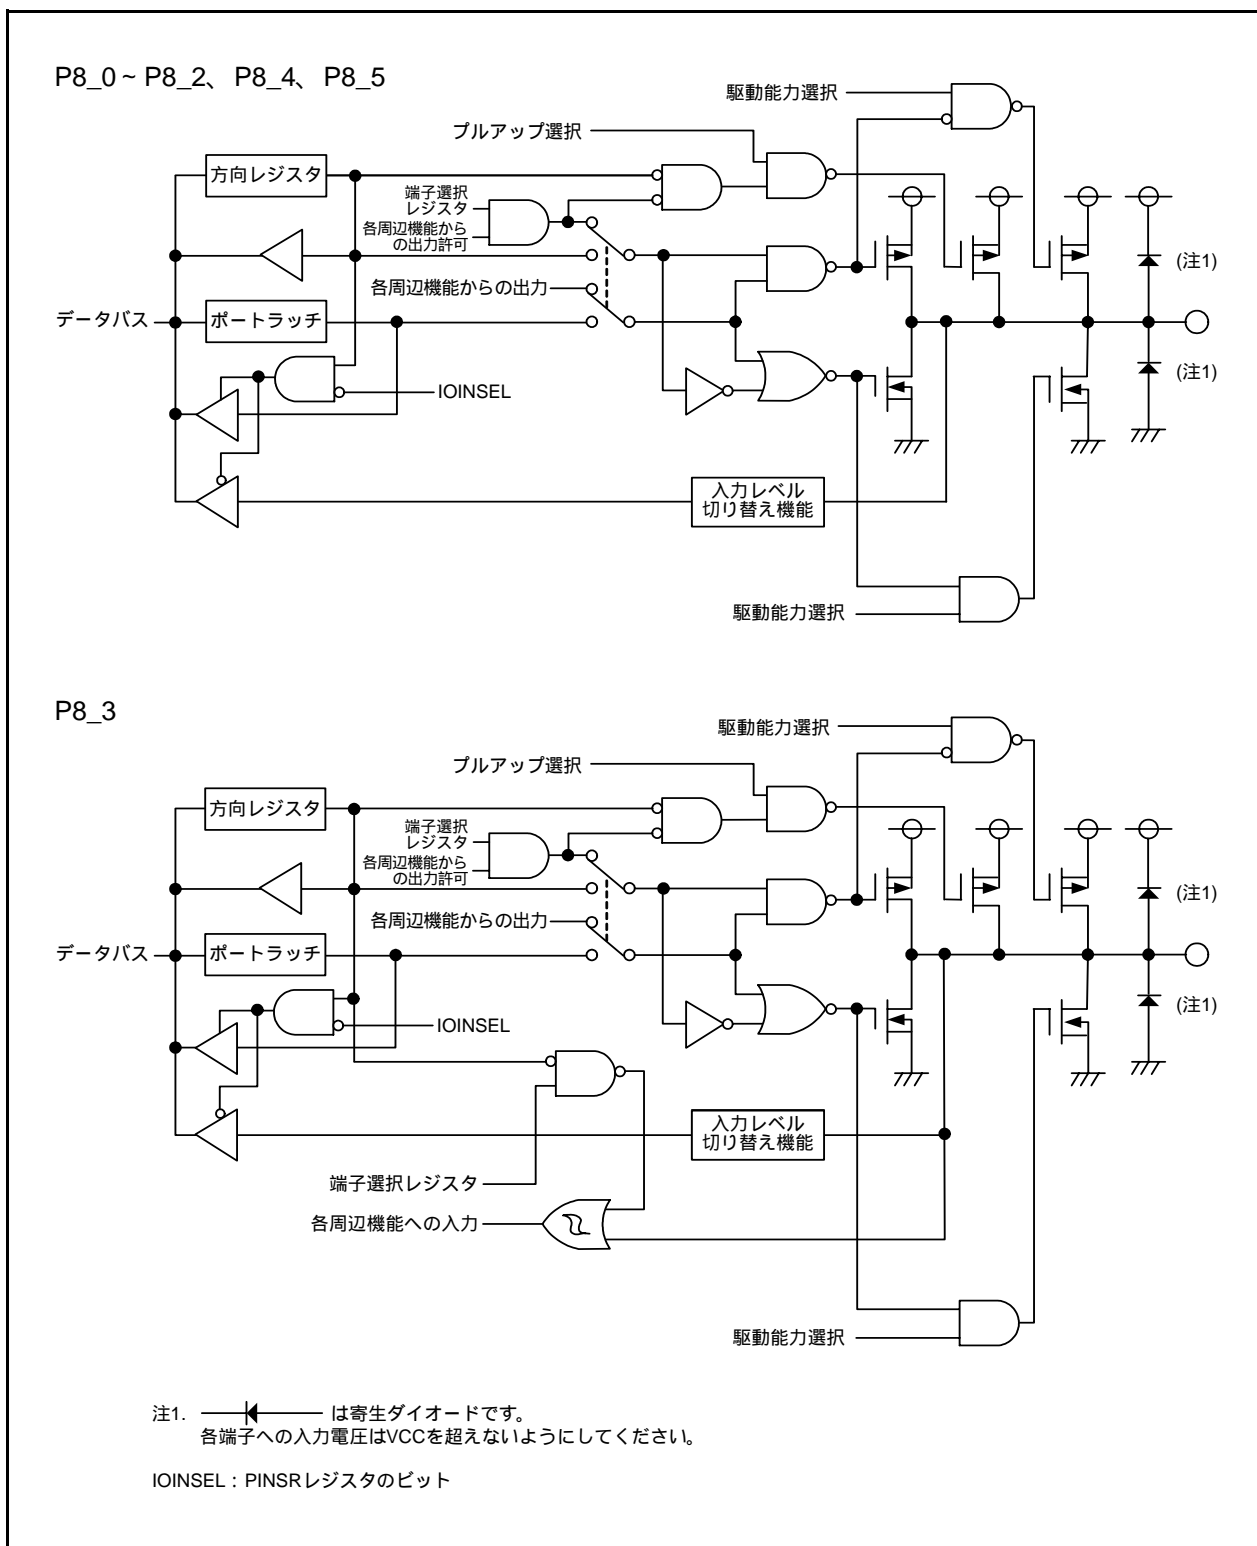 P8_0 ~ P8_2、P8_4、P8_5
駆動能力選択
プルアップ選択
方向レジスタ
端子選択
レジスタ
各周辺機能から
の出力許可
(注1)
各周辺機能からの出力
データバス
ポートラッチ
(注1)
IOINSEL
入力レベル
切り替え機能
駆動能力選択
P8_3
駆動能力選択
プルアップ選択
方向レジスタ
端子選択
レジスタ
各周辺機能から
の出力許可
(注1)
各周辺機能からの出力
データバス
ポートラッチ
(注1)
IOINSEL
入力レベル
切り替え機能
端子選択レジスタ
各周辺機能への入力
駆動能力選択
注1. は寄生ダイオードです。
各端子への入力電圧はVCCを超えないようにしてください。
IOINSEL：PINSRレジスタのビット